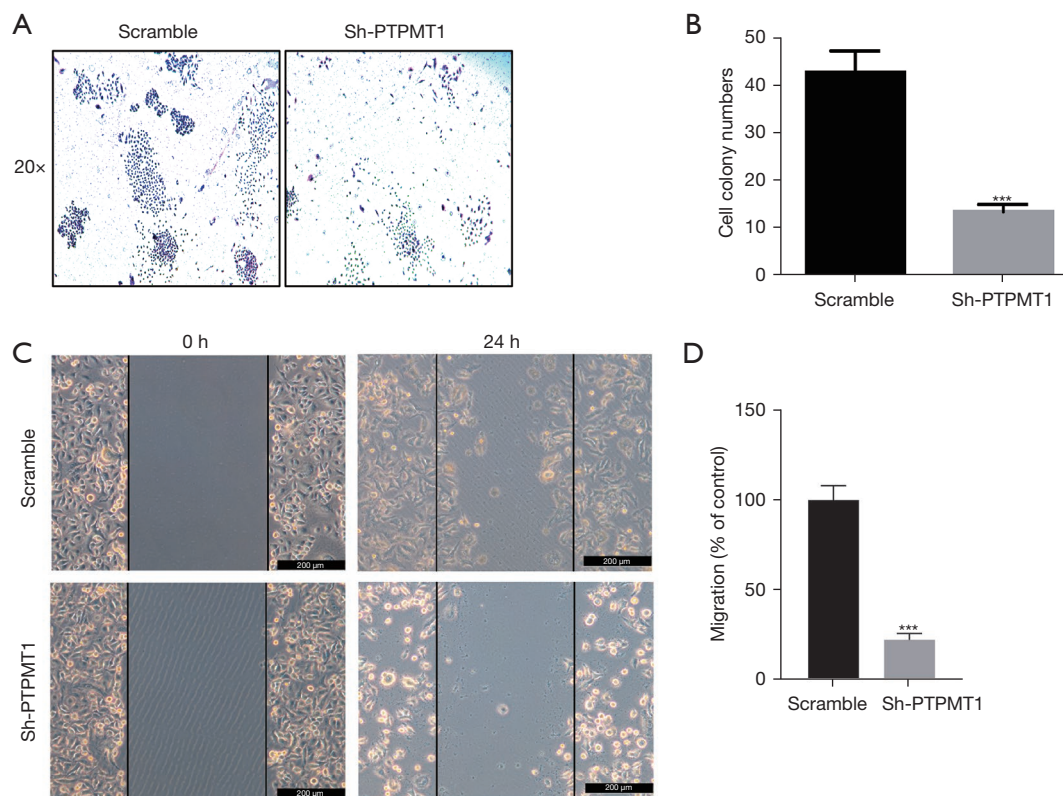 A
Scramble
Sh-PTPMT1
20×
B
Cell colony numbers
50
40
30
20
10
0
***
Scramble
Sh-PTPMT1
C
0 h
24 h
Scramble
200 μm
200 μm
Sh-PTPMT1
200 μm
200 μm
D
Migration (% of control)
150
100
50
0
***
Scramble
Sh-PTPMT1